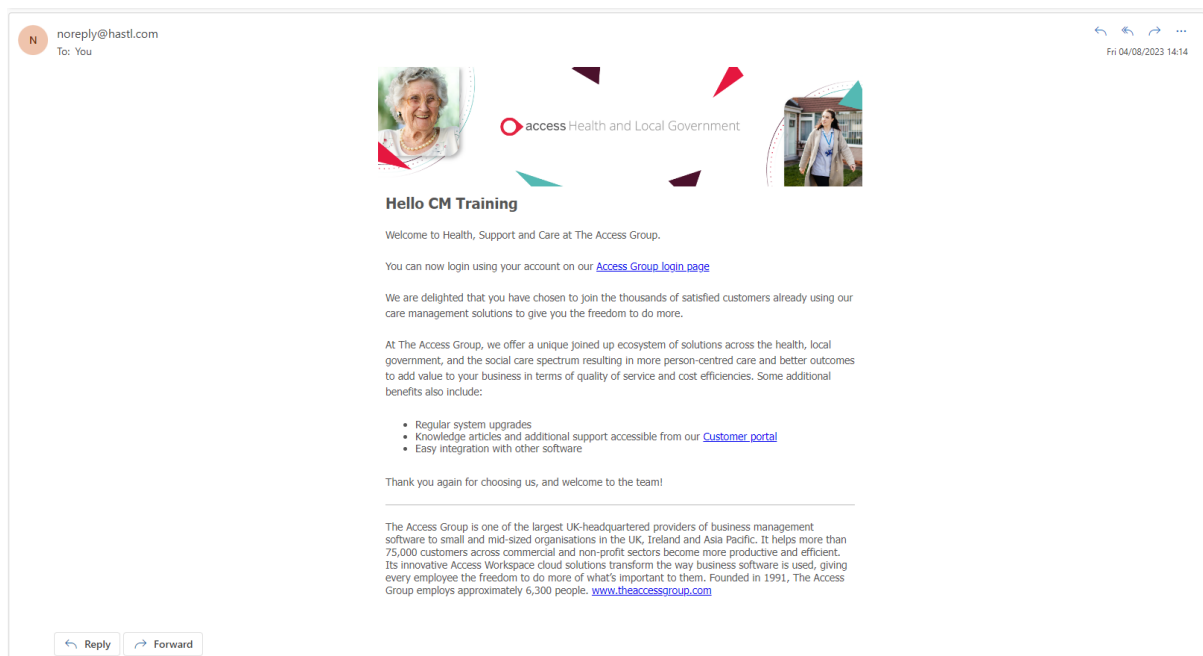 N
noreply@hastl.com
To: You
Fri 04/08/2023 14:14
access Health and Local Government
Hello CM Training
Welcome to Health, Support and Care at The Access Group.
You can now login using your account on our Access Group login page
We are delighted that you have chosen to join the thousands of satisfied customers already using our
care management solutions to give you the freedom to do more.
At The Access Group, we offer a unique joined up ecosystem of solutions across the health, local
government, and the social care spectrum resulting in more person-centred care and better outcomes
to add value to your business in terms of quality of service and cost efficiencies. Some additional
benefits also include:
• Regular system upgrades
• Knowledge articles and additional support accessible from our Customer portal
• Easy integration with other software
Thank you again for choosing us, and welcome to the team!
The Access Group is one of the largest UK-headquartered providers of business management
software to small and mid-sized organisations in the UK, Ireland and Asia Pacific. It helps more than
75,000 customers across commercial and non-profit sectors become more productive and efficient.
Its innovative Access Workspace cloud solutions transform the way business software is used, giving
every employee the freedom to do more of what's important to them. Founded in 1991, The Access
Group employs approximately 6,300 people. www.theaccessgroup.com
Reply
Forward